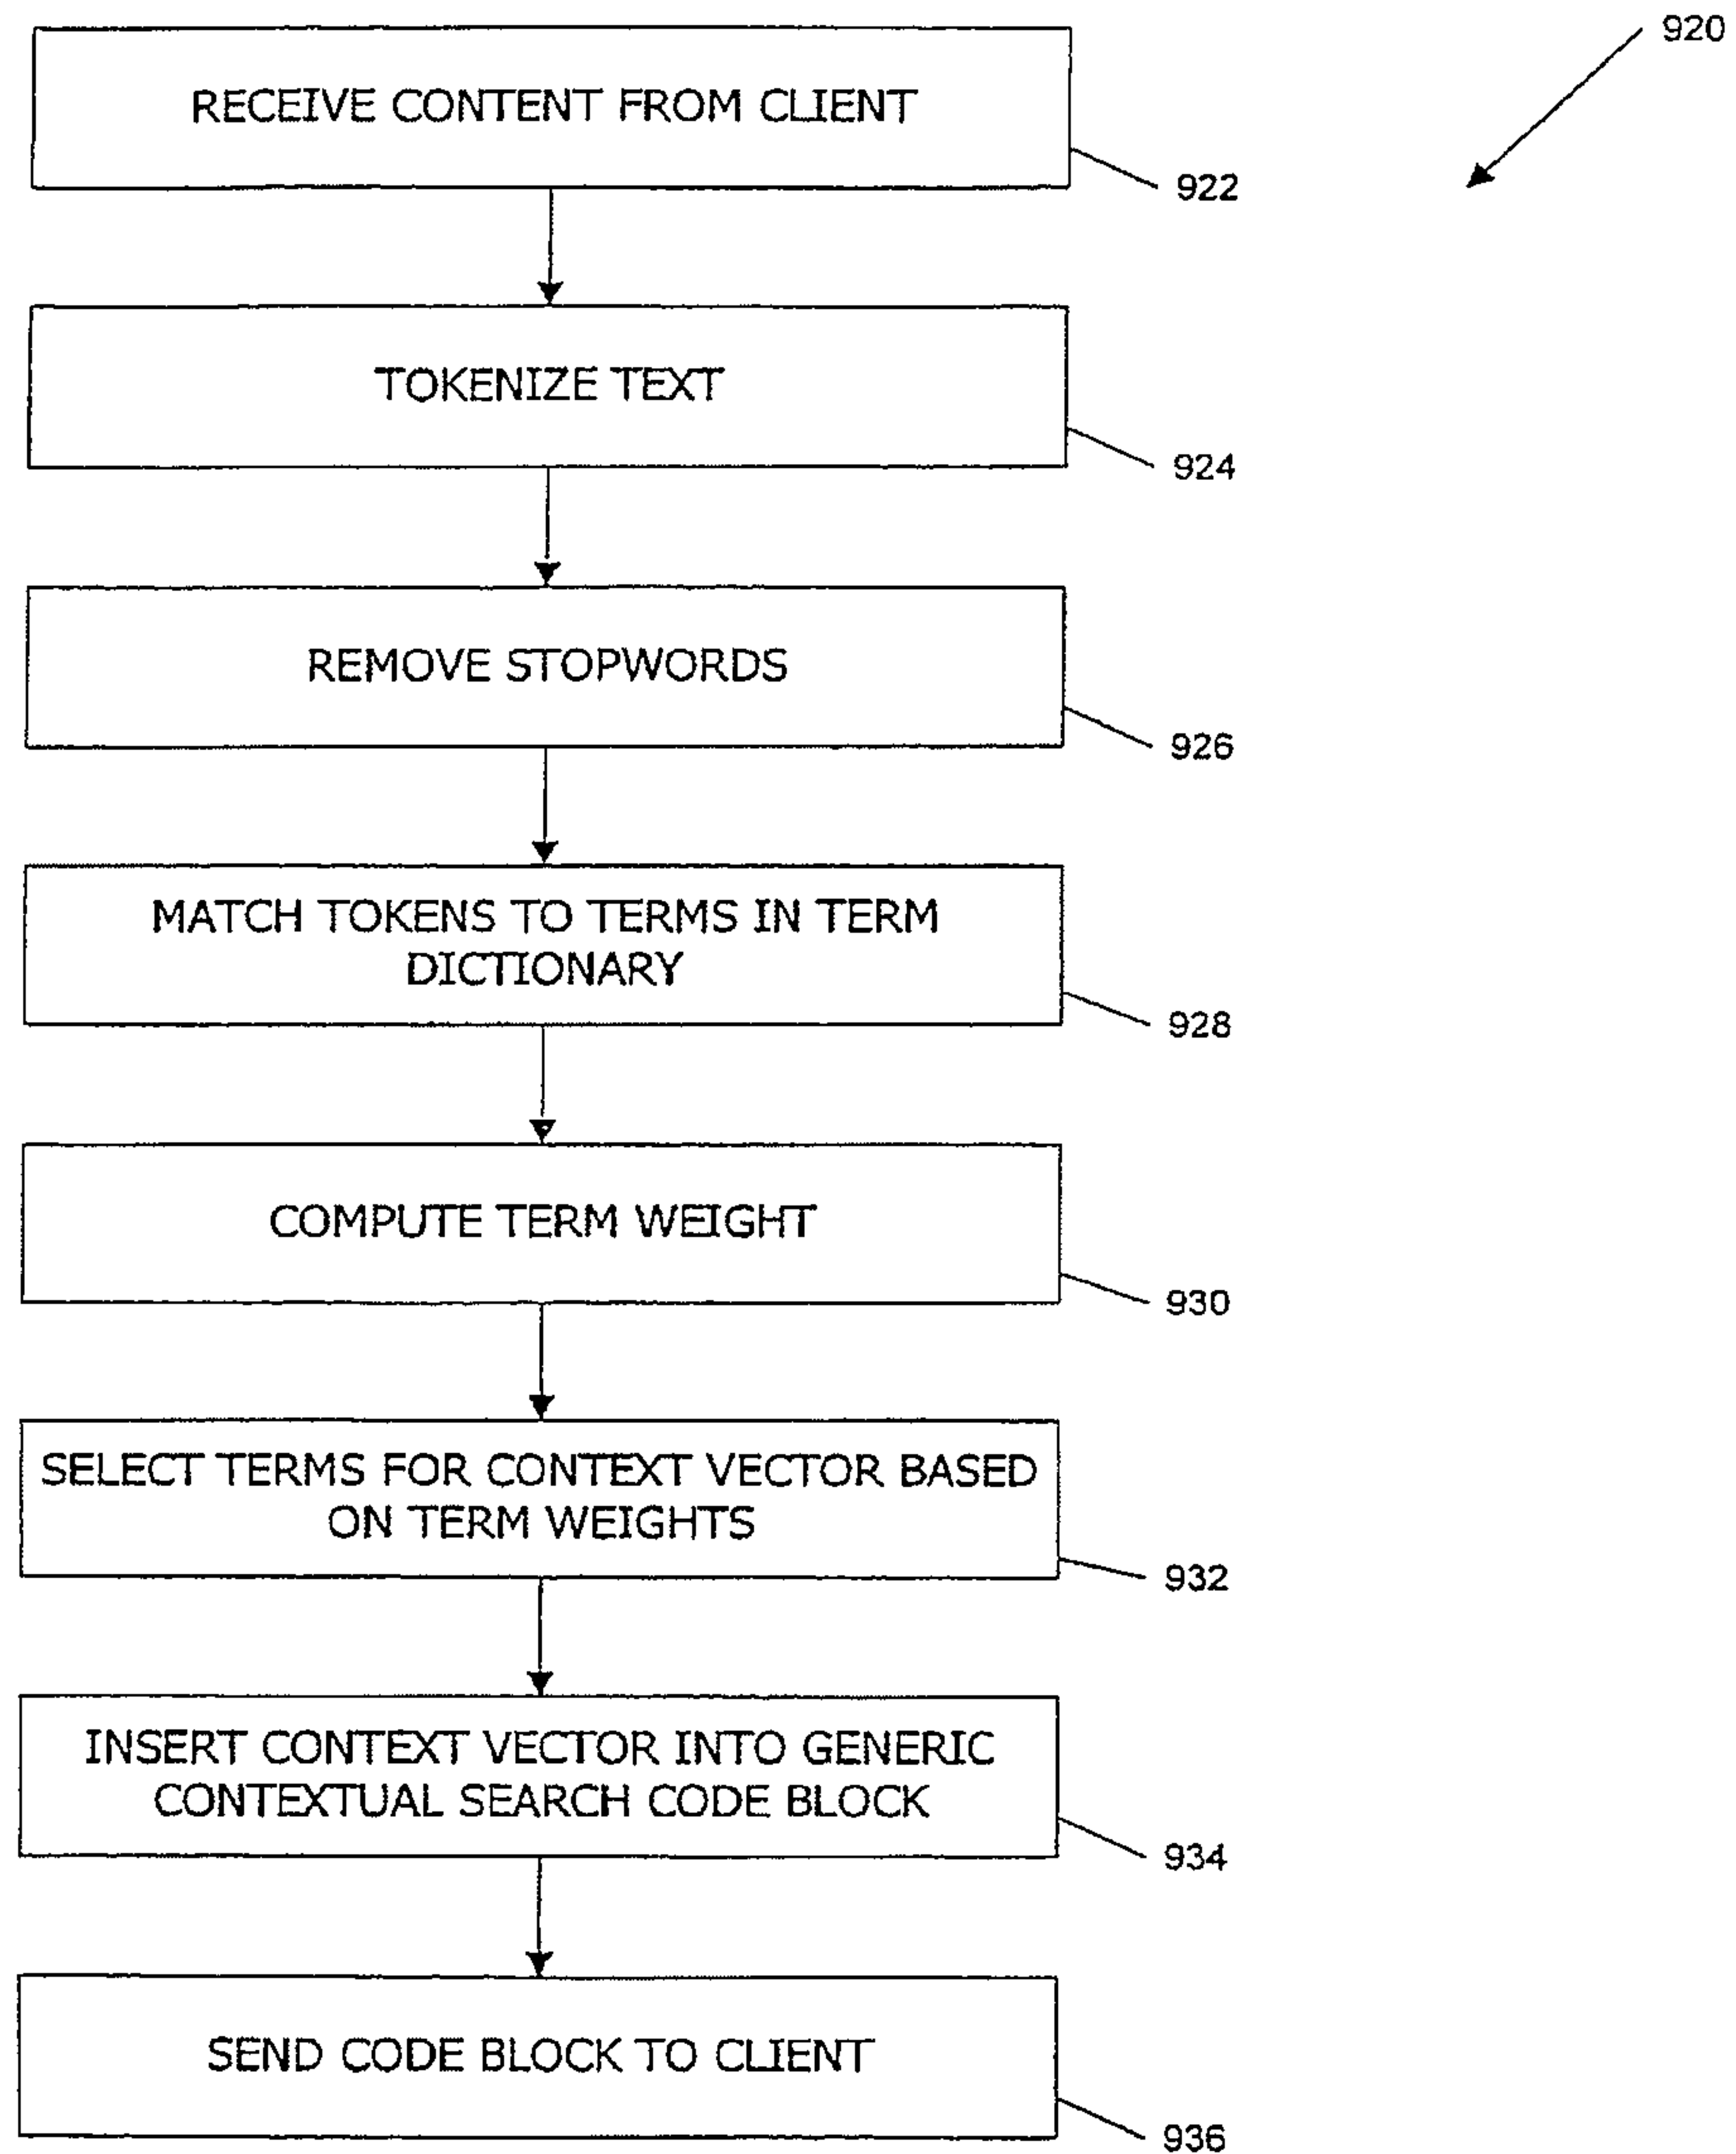 920
RECEIVE CONTENT FROM CLIENT
922
TOKENIZE TEXT
924
REMOVE STOPWORDS
926
MATCH TOKENS TO TERMS IN TERM
DICTIONARY
928
COMPUTE TERM WEIGHT
930
SELECT TERMS FOR CONTEXT VECTOR BASED
ON TERM WEIGHTS
932
INSERT CONTEXT VECTOR INTO GENERIC
CONTEXTUAL SEARCH CODE BLOCK
934
SEND CODE BLOCK TO CLIENT
936